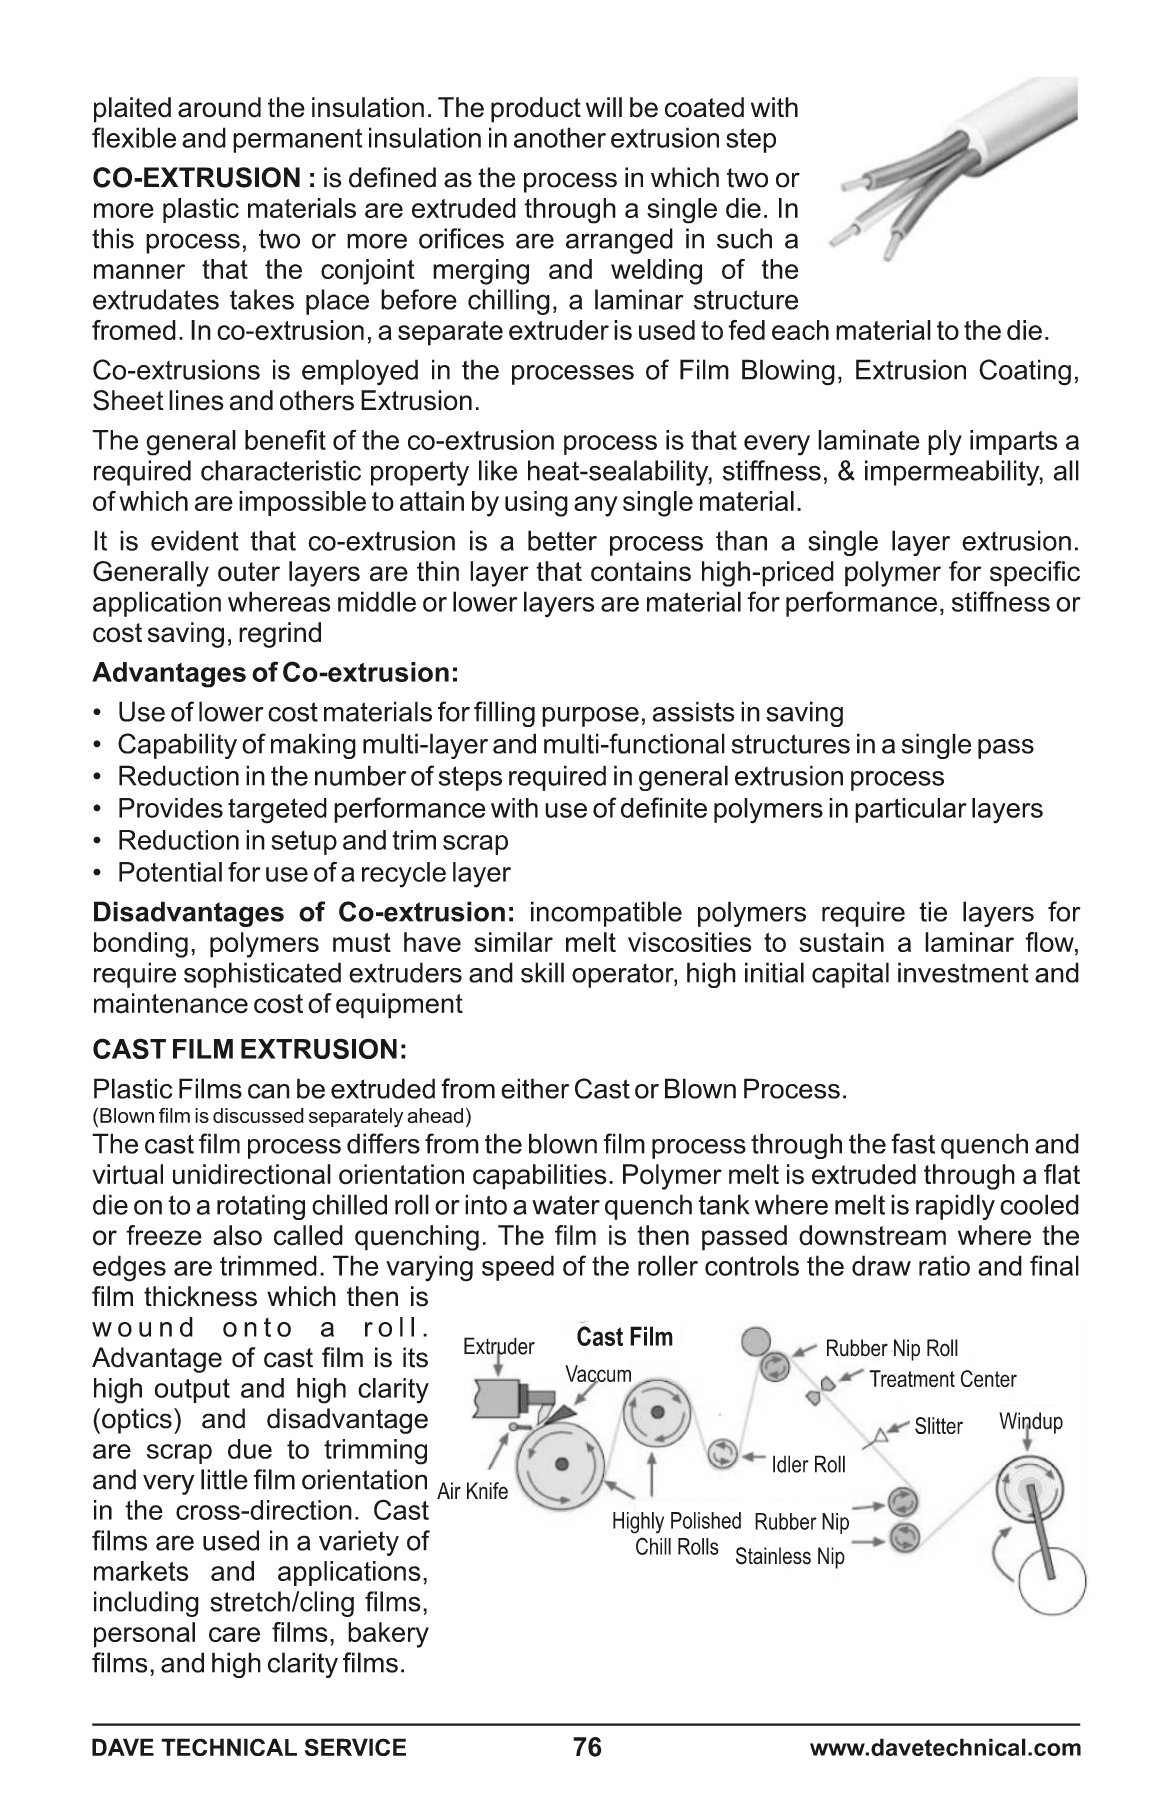 plaited around the insulation. The product will be coated with
flexible and permanent insulation in another extrusion step
CO-EXTRUSION : is defined as the process in which two or
more plastic materials are extruded through a single die. In
this process, two or more orifices are arranged in such a
manner that the conjoint merging and welding of the
extrudates takes place before chilling, a laminar structure
fromed. In co-extrusion, a separate extruder is used to fed each material to the die.
Co-extrusions is employed in the processes of Film Blowing, Extrusion Coating,
Sheet lines and others Extrusion.
The general benefit of the co-extrusion process is that every laminate ply imparts a
required characteristic property like heat-sealability, stiffness, & impermeability, all
of which are impossible to attain by using any single material.
It is evident that co-extrusion is a better process than a single layer extrusion.
Generally outer layers are thin layer that contains high-priced polymer for specific
application whereas middle or lower layers are material for performance, stiffness or
cost saving, regrind
Advantages of Co-extrusion:
• Use of lower cost materials for filling purpose, assists in saving
• Capability of making multi-layer and multi-functional structures in a single pass
• Reduction in the number of steps required in general extrusion process
• Provides targeted performance with use of definite polymers in particular layers
• Reduction in setup and trim scrap
• Potential for use of a recycle layer
Disadvantages of Co-extrusion: incompatible polymers require tie layers for
bonding, polymers must have similar melt viscosities to sustain a laminar flow,
require sophisticated extruders and skill operator, high initial capital investment and
maintenance cost of equipment
CAST FILM EXTRUSION:
Plastic Films can be extruded from either Cast or Blown Process.
(Blown film is discussed separately ahead)
The cast film process differs from the blown film process through the fast quench and
virtual unidirectional orientation capabilities. Polymer melt is extruded through a flat
die on to a rotating chilled roll or into a water quench tank where melt is rapidly cooled
or freeze also called quenching. The film is then passed downstream where the
edges are trimmed. The varying speed of the roller controls the draw ratio and final
film thickness which then is
wound onto a roll.
Advantage of cast film is its
high output and high clarity
(optics) and disadvantage
are scrap due to trimming
and very little film orientation
in the cross-direction. Cast
films are used in a variety of
markets and applications,
including stretch/cling films,
personal care films, bakery
films, and high clarity films.
Cast Film
Extruder
Vaccum
Air Knife
Highly Polished
Chill Rolls
Idler Roll
Rubber Nip Roll
Treatment Center
Slitter
Windup
Rubber Nip
Stainless Nip
DAVE TECHNICAL SERVICE
76
www.davetechnical.com